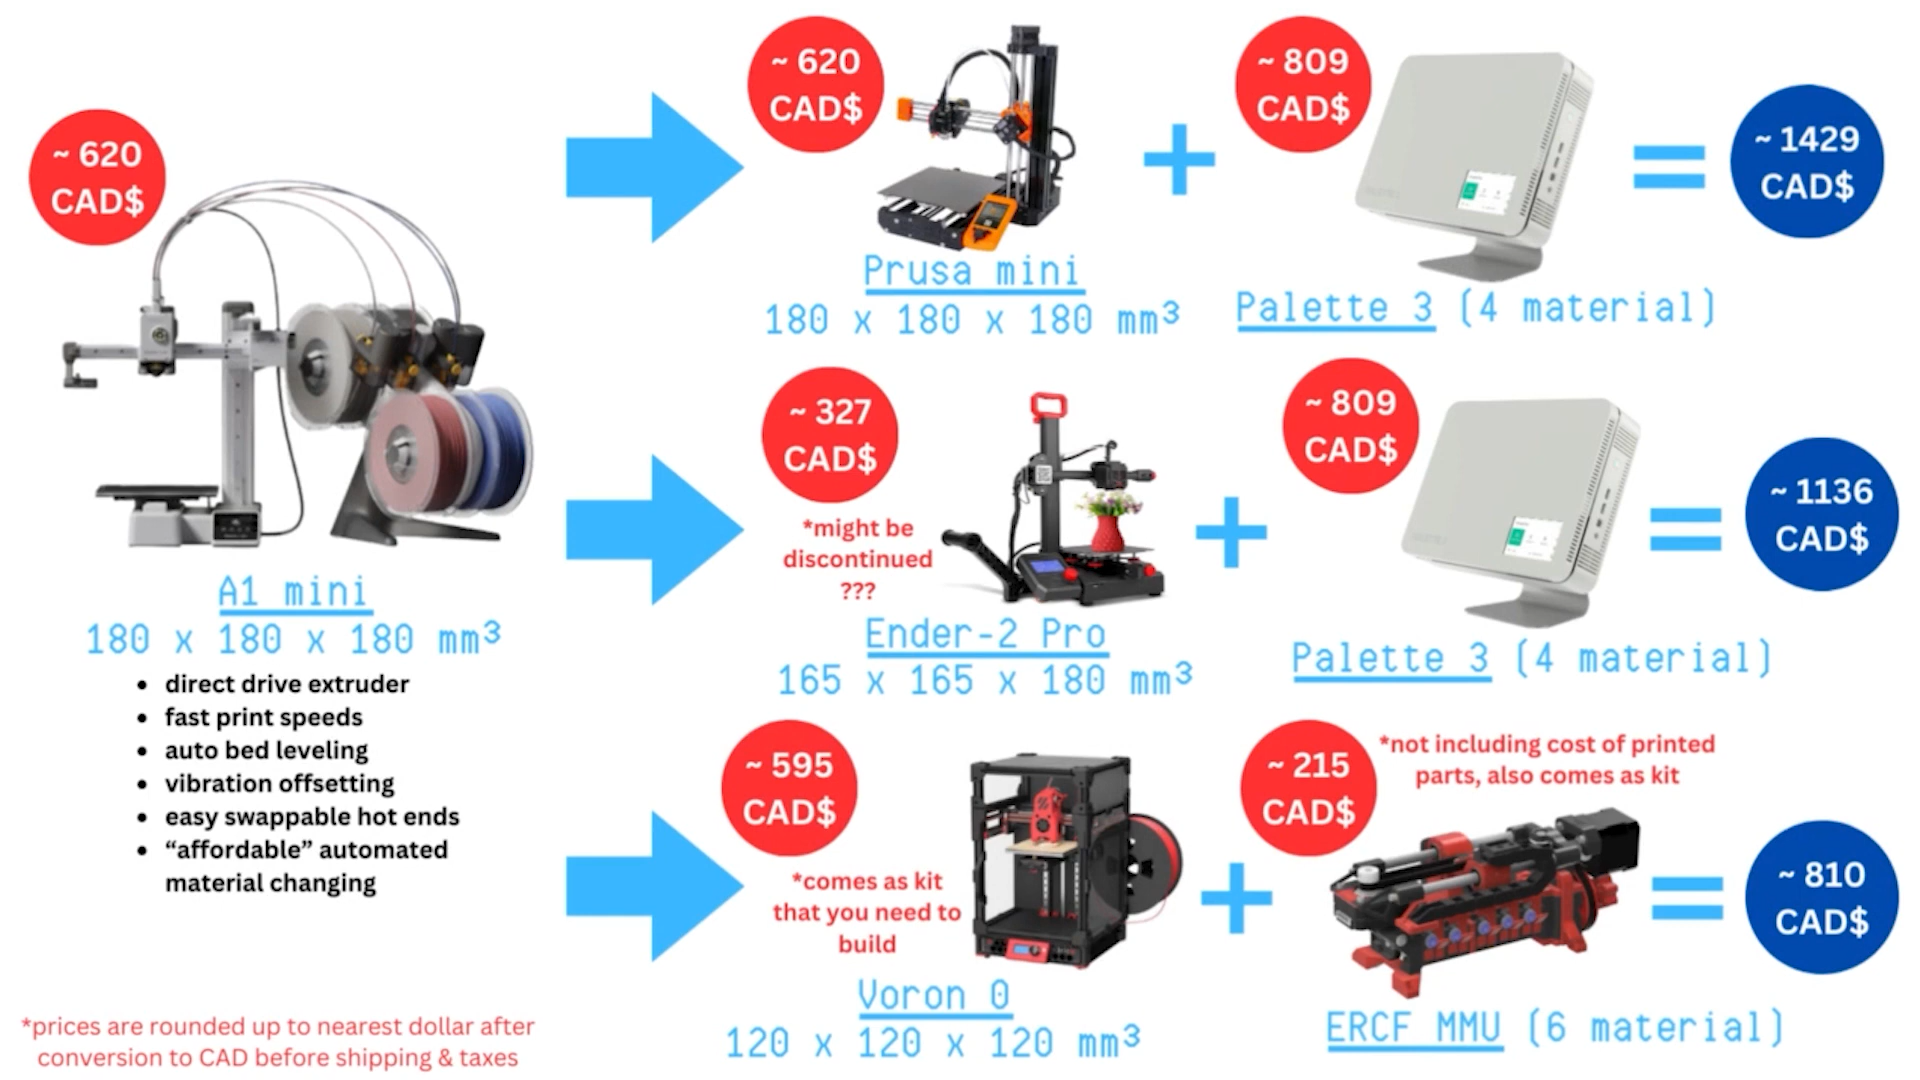 ~ 620
CAD$
A1 mini
180 x 180 x 180 mm³
• direct drive extruder
• fast print speeds
• auto bed leveling
• vibration offsetting
• easy swappable hot ends
• “affordable” automated
material changing
*prices are rounded up to nearest dollar after
conversion to CAD before shipping & taxes
~ 620
CAD$
Prusa mini
180 x 180 x 180 mm³
+
~ 809
CAD$
Palette 3 (4 material)
=
~ 1429
CAD$
~ 327
CAD$
*might be
discontinued
???
Ender-2 Pro
165 x 165 x 180 mm³
+
~ 809
CAD$
Palette 3 (4 material)
=
~ 1136
CAD$
~ 595
CAD$
*comes as kit
that you need to
build
Voron 0
120 x 120 x 120 mm³
+
~ 215
CAD$
*not including cost of printed
parts, also comes as kit
ERCF MMU (6 material)
=
~ 810
CAD$